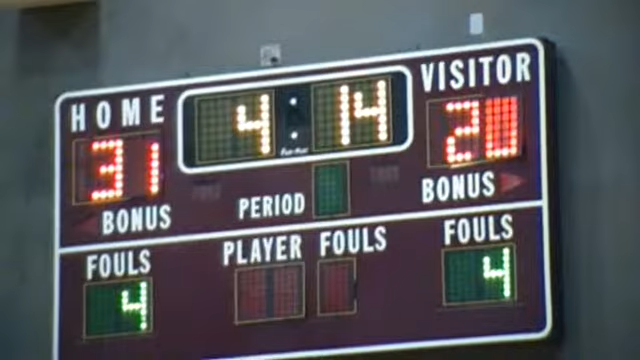 HOME 4:14 VISITOR
31 20
BONUS PERIOD BONUS
FOULS PLAYER FOULS FOULS
4 4